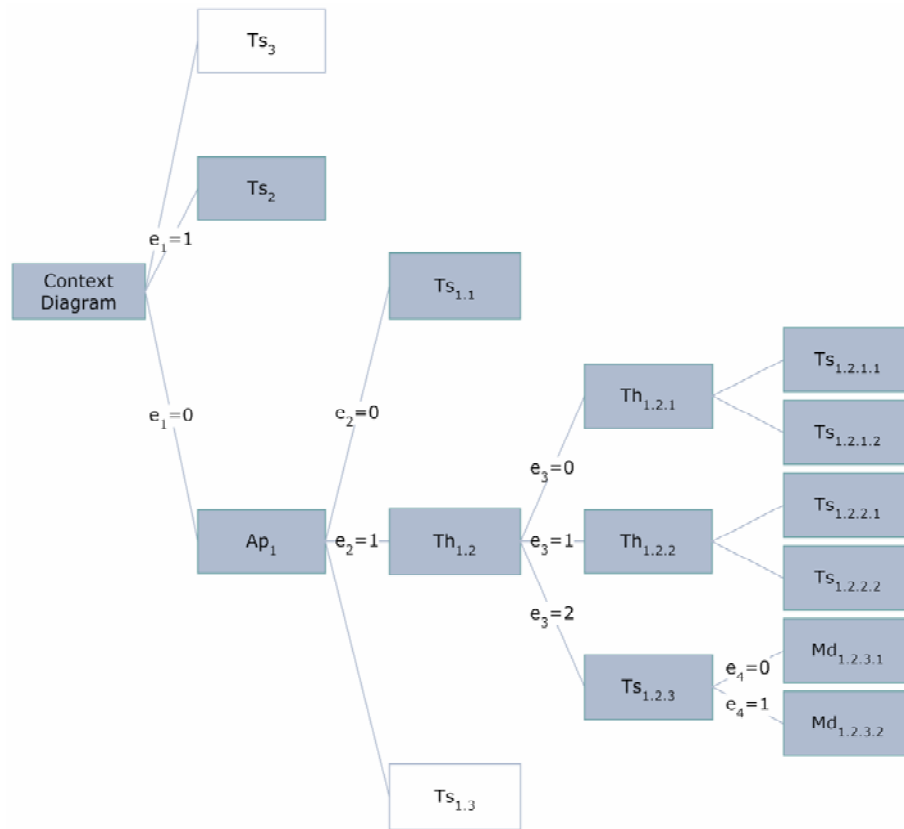 Ts₃
Ts₂
e₁=1
Context
Diagram
Ts₁.₁
Ts₁.₂.₁.₁
Th₁.₂.₁
e₁=0
e₂=0
Ts₁.₂.₁.₂
e₃=0
Ts₁.₂.₂.₁
Ap₁
e₂=1
Th₁.₂
e₃=1
Th₁.₂.₂
Ts₁.₂.₂.₂
e₃=2
Md₁.₂.₃.₁
e₄=0
Ts₁.₂.₃
e₄=1
Md₁.₂.₃.₂
Ts₁.₃